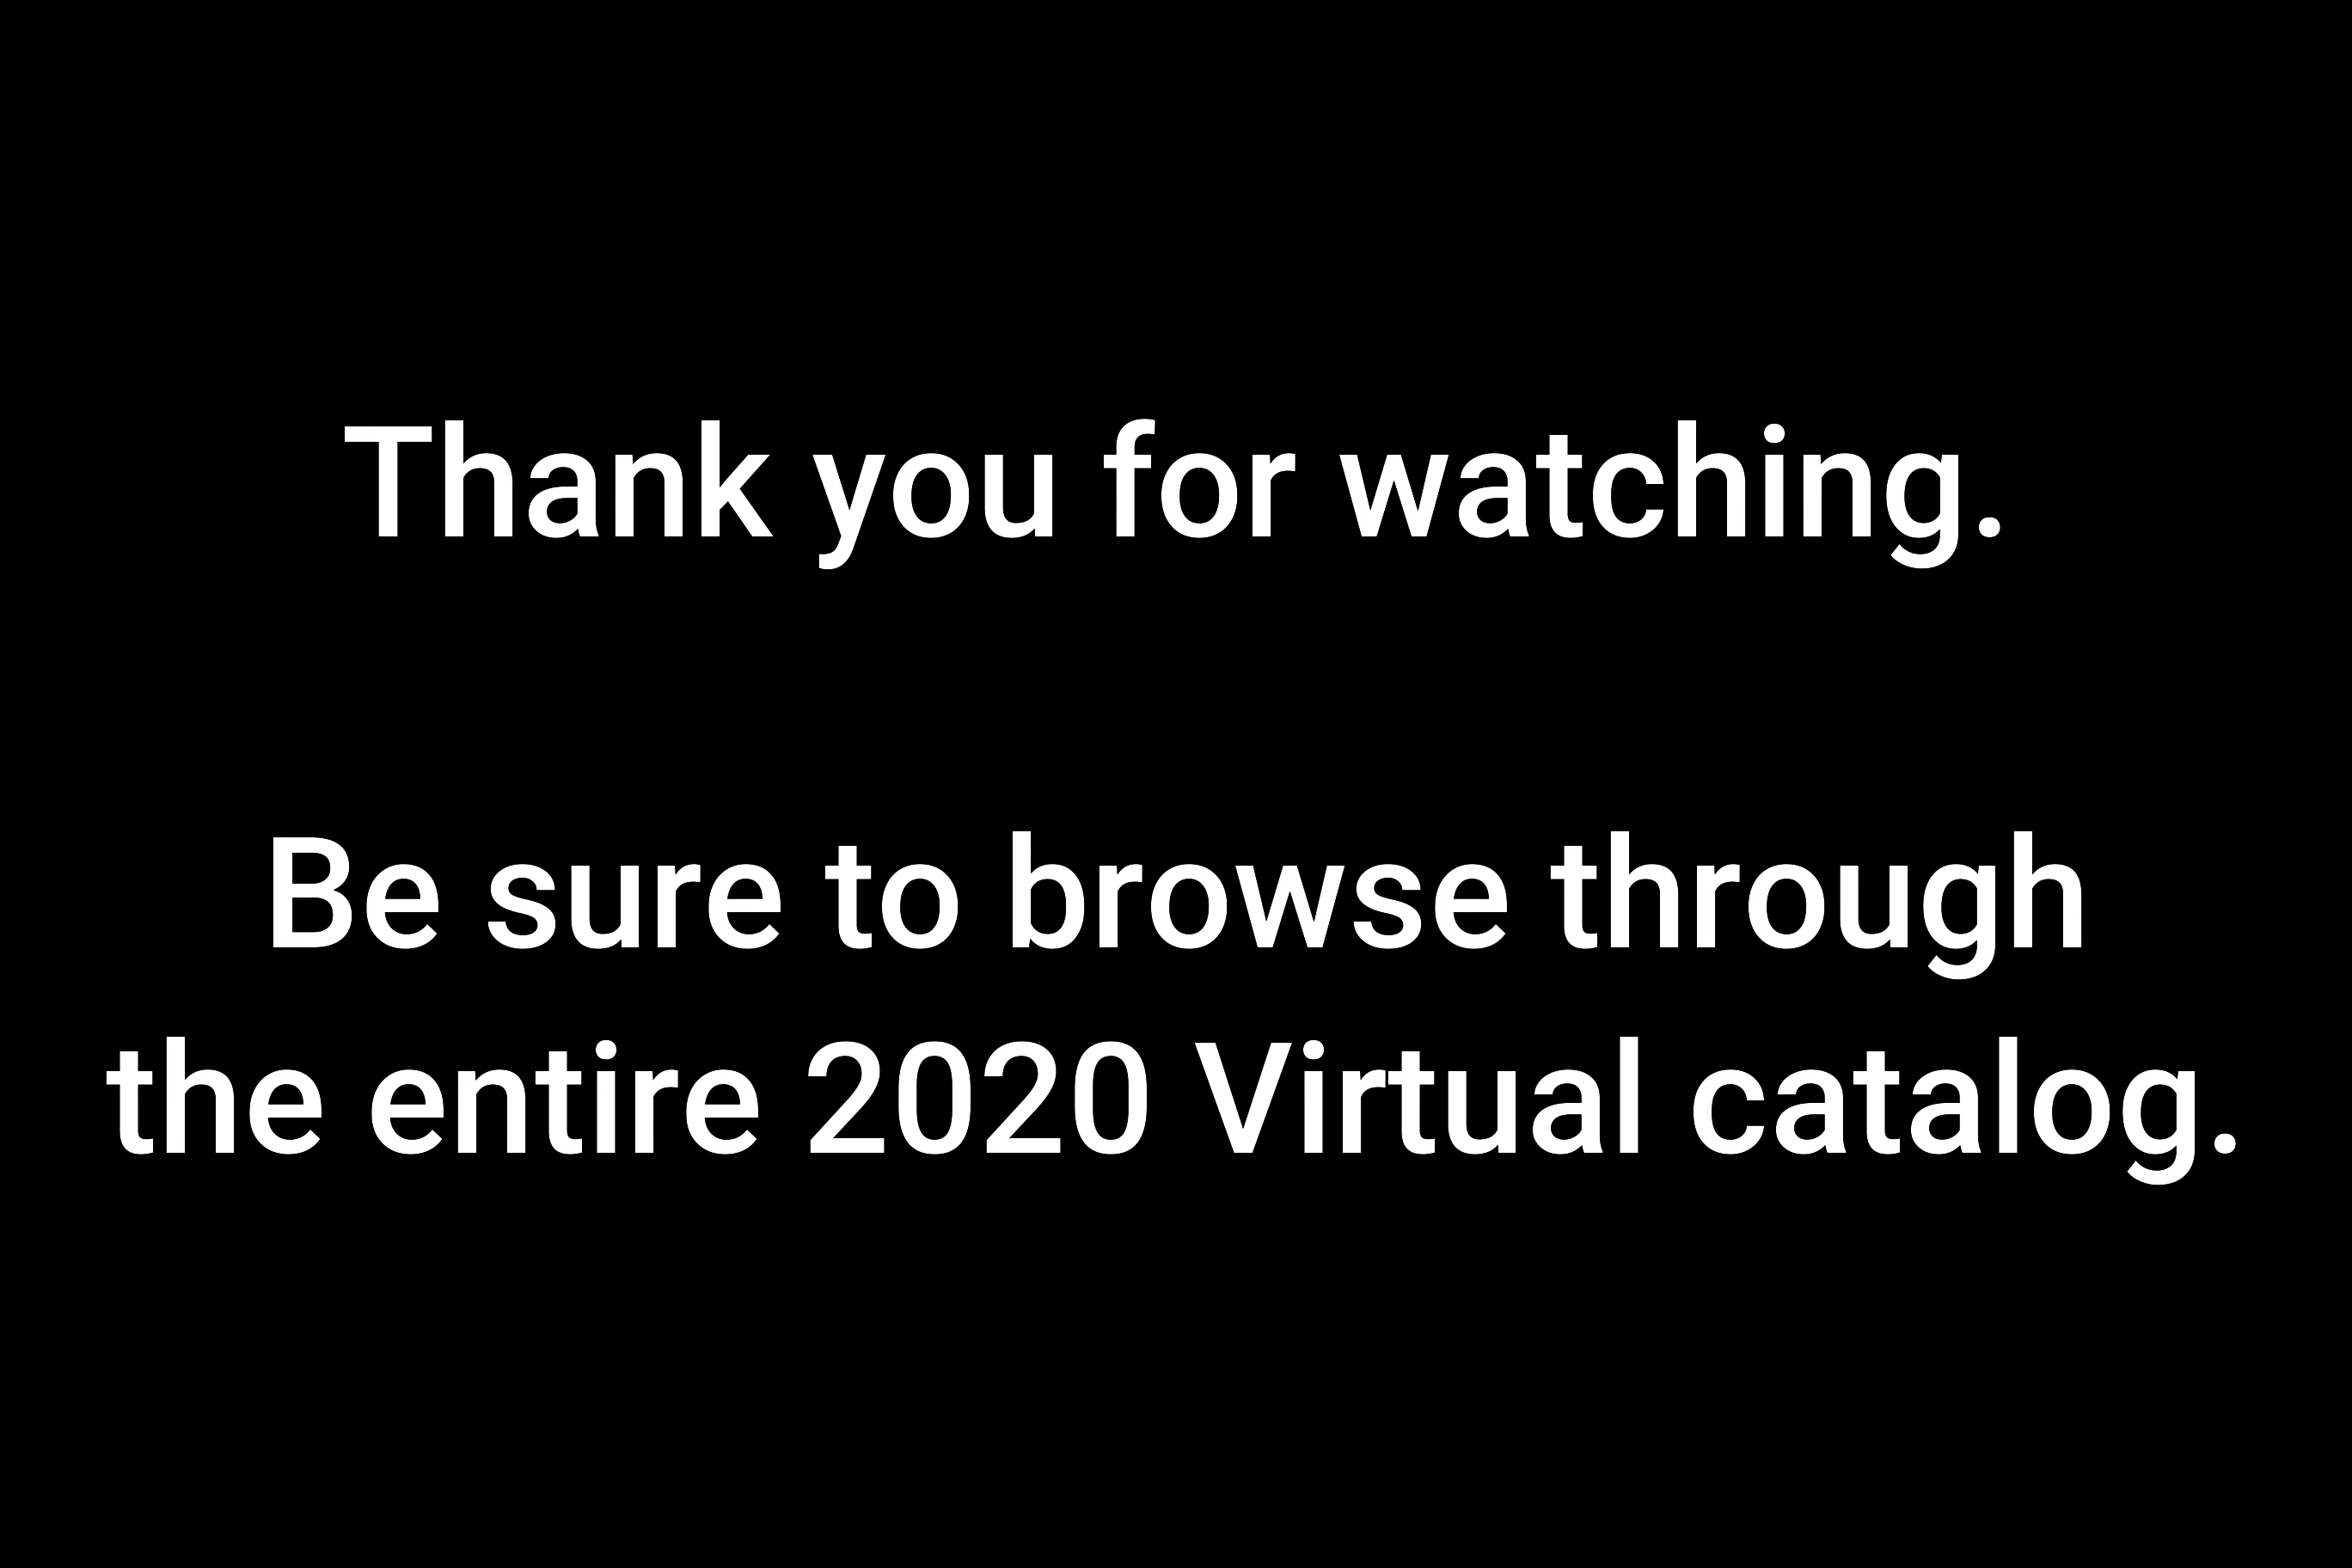 Thank you for watching.
Be sure to browse through
the entire 2020 Virtual catalog.